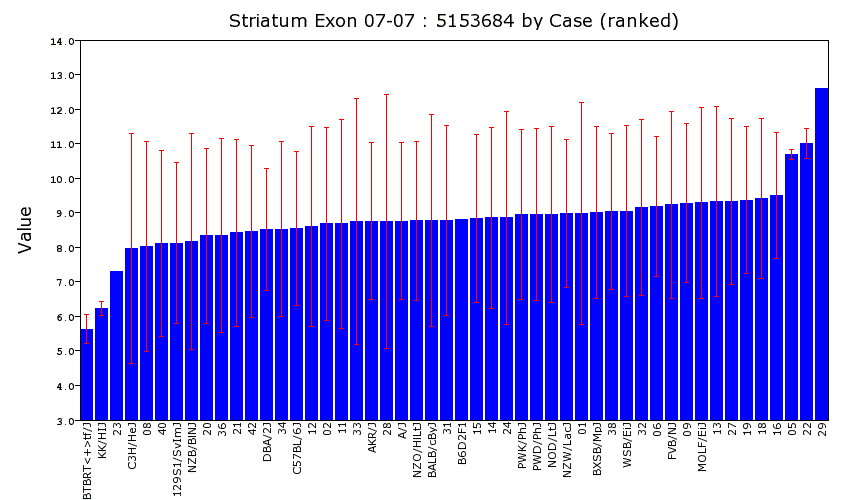 Striatum Exon 07-07 : 5153684 by Case (ranked)
14.0
13.0
12.0
11.0
10.0
9.0
8.0
7.0
6.0
5.0
4.0
3.0
Value
BTBRT<+>tf/J
KK/HIJ
23
C3H/HeJ
08
40
129S1/SvImJ
NZB/BlNJ
20
36
21
42
DBA/2J
34
C57BL/6J
12
02
11
33
AKR/J
28
A/J
NZO/HlLtJ
BALB/cByJ
31
B6D2F1
15
14
24
PWK/PhJ
PWD/PhJ
NOD/LtJ
NZW/LacJ
01
BXSB/MpJ
38
WSB/EiJ
32
06
FVB/NJ
09
MOLF/EiJ
13
27
19
18
16
05
22
29